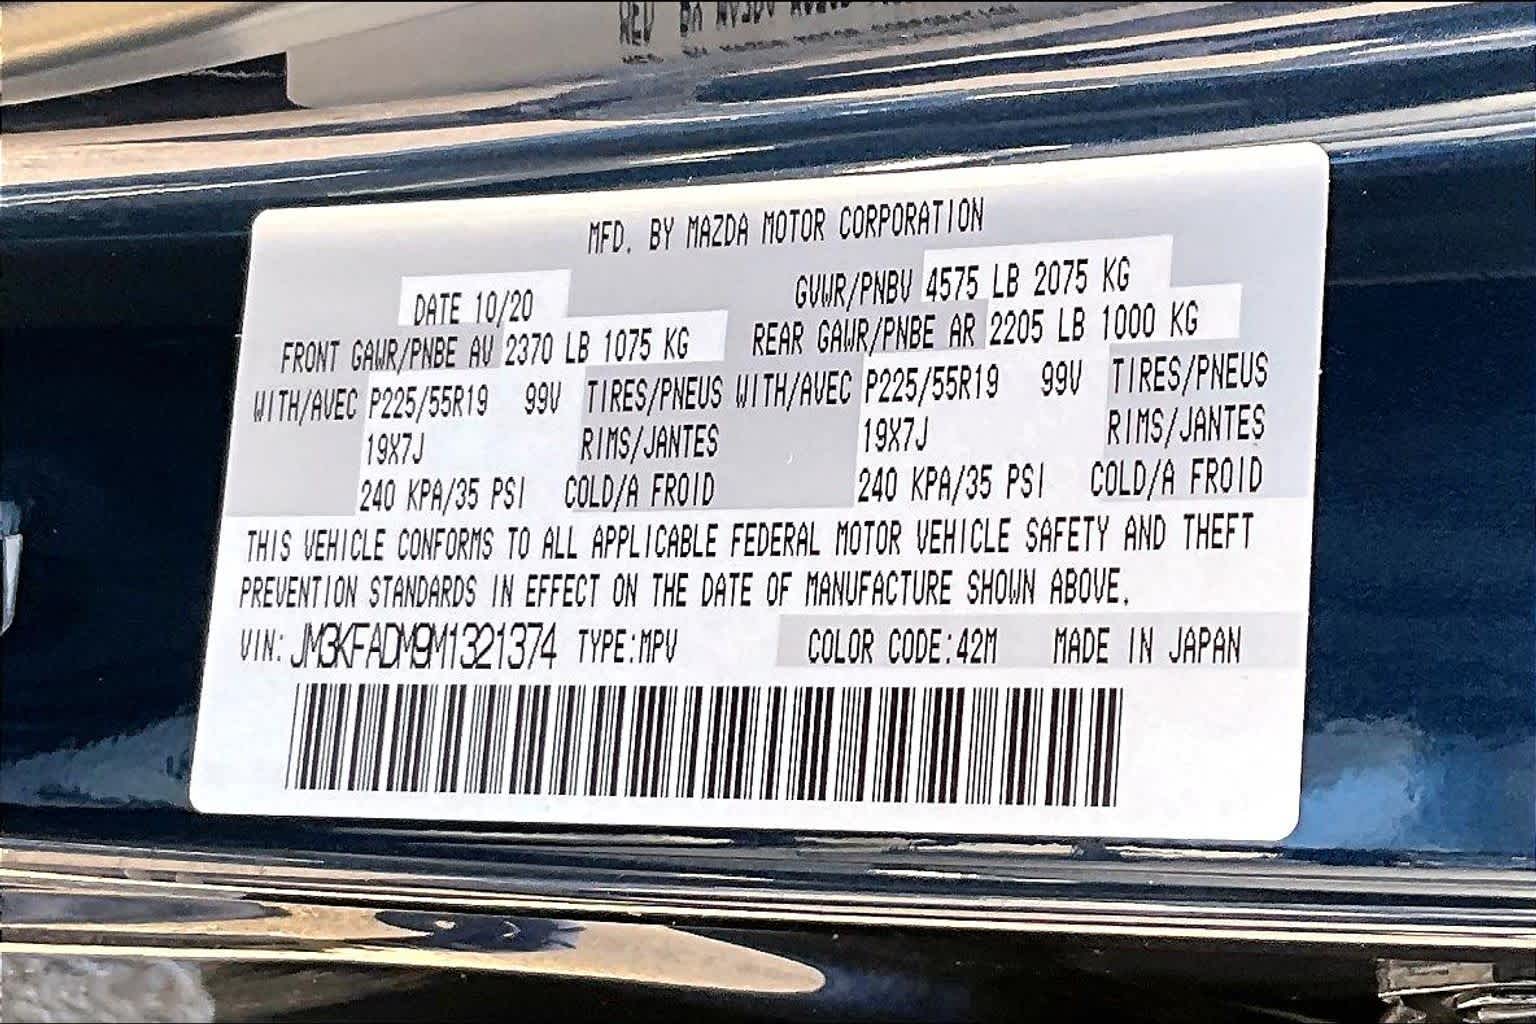 MFD. BY MAZDA MOTOR CORPORATION
DATE 10/20 GVWR/PNBV 4575 LB 2075 KG
FRONT GAWR/PNBE AV 2370 LB 1075 KG REAR GAWR/PNBE AR 2205 LB 1000 KG
WITH/AVEC P225/55R19 99V TIRES/PNEUS WITH/AVEC P225/55R19 99V TIRES/PNEUS
19X7J RIMS/JANTES 19X7J RIMS/JANTES
240 KPA/35 PSI COLD/A FROID 240 KPA/35 PSI COLD/A FROID
THIS VEHICLE CONFORMS TO ALL APPLICABLE FEDERAL MOTOR VEHICLE SAFETY AND THEFT
PREVENTION STANDARDS IN EFFECT ON THE DATE OF MANUFACTURE SHOWN ABOVE.
VIN: JM3KFADM9M1321374 TYPE:MPV COLOR CODE:42M MADE IN JAPAN